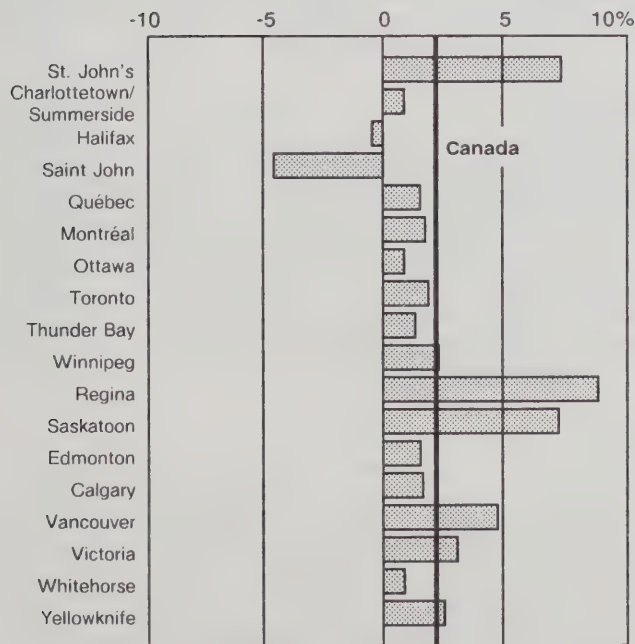 -10 -5 0 5 10%
St. John's
Charlottetown/
Summerside
Halifax
Canada
Saint John
Québec
Montréal
Ottawa
Toronto
Thunder Bay
Winnipeg
Regina
Saskatoon
Edmonton
Calgary
Vancouver
Victoria
Whitehorse
Yellowknife